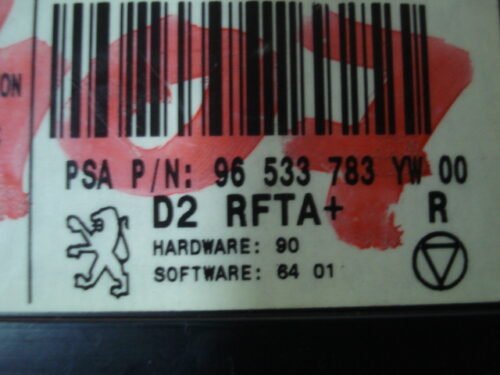 ON
PSA P/N: 96 533 783 YW 00
D2 RFTA+ R
HARDWARE: 90
SOFTWARE: 64 01